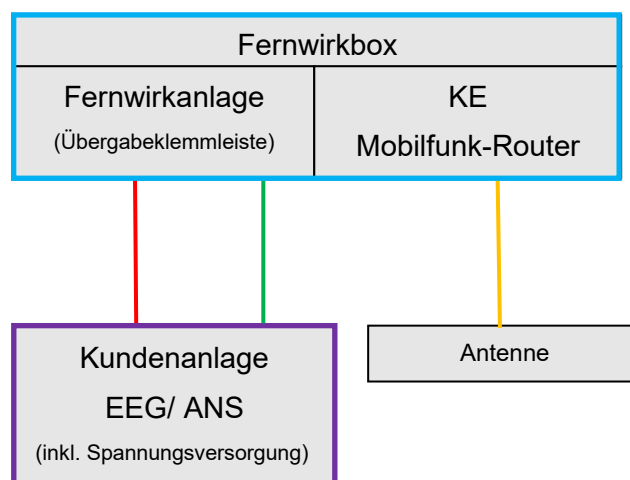 Fernwirkbox
Fernwirkanlage
(Übergabeklemmleiste)
KE
Mobilfunk-Router
Kundenanlage
EEG/ ANS
(inkl. Spannungsversorgung)
Antenne